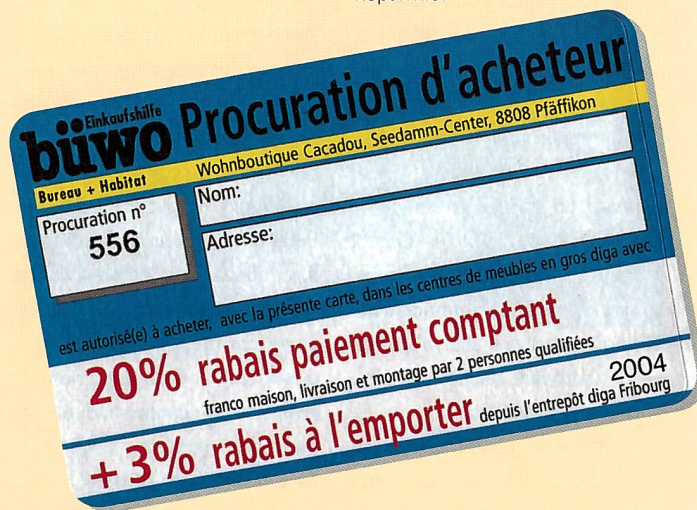 Einkaufshilfe
büwo Procuration d'acheteur
Bureau + Habitat
Wohnboutique Cacadou, Seedamm-Center, 8808 Pfäffikon
Procuration n°
556
Nom:
Adresse:
est autorisé(e) à acheter, avec la présente carte, dans les centres de meubles en gros diga avec
20% rabais paiement comptant
franco maison, livraison et montage par 2 personnes qualifiées
2004
+3% rabais à l'emporter depuis l'entrepôt diga Fribourg